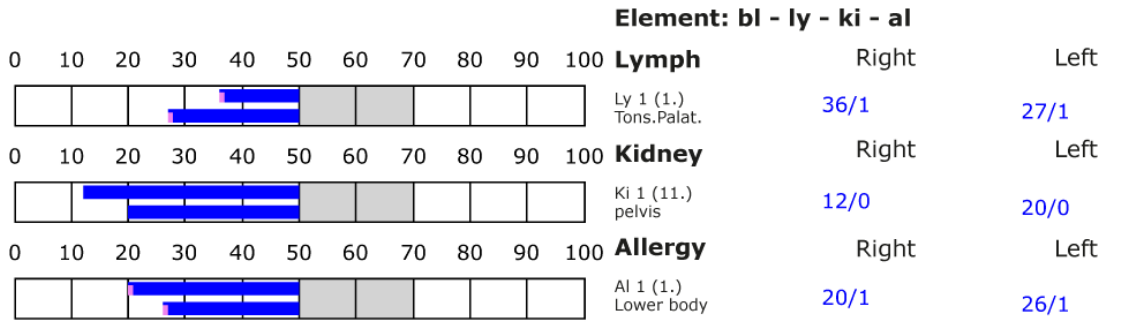 Element: bl - ly - ki - al
0 10 20 30 40 50 60 70 80 90 100 Lymph Right Left
Ly 1 (1.)
Tons.Palat. 36/1 27/1
0 10 20 30 40 50 60 70 80 90 100 Kidney Right Left
Ki 1 (11.)
pelvis 12/0 20/0
0 10 20 30 40 50 60 70 80 90 100 Allergy Right Left
Al 1 (1.)
Lower body 20/1 26/1